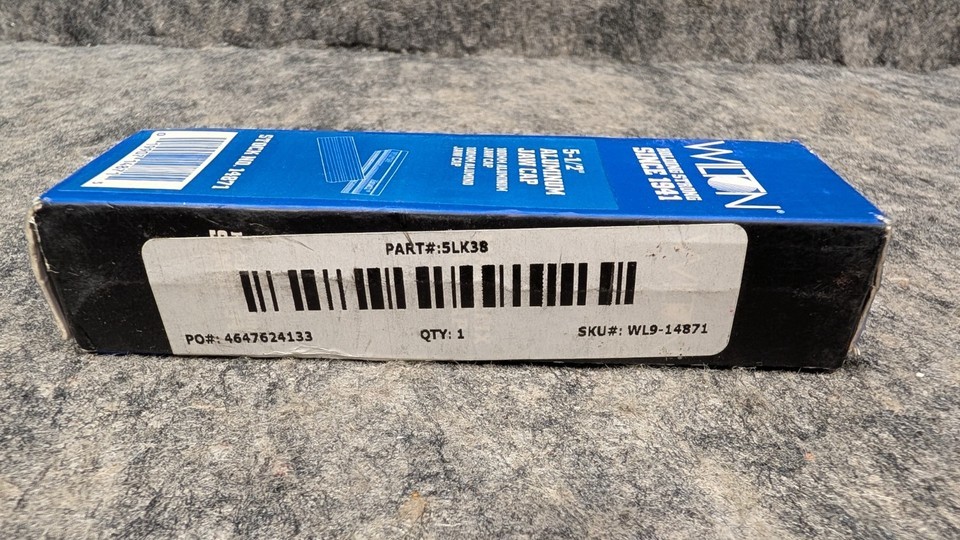 WILTON®
SINCE 1941
5-1/2"
ALUMINUM
JAW CAP
STOCK NO 14871
PART#:5LK38
PO#: 4647624133
QTY: 1
SKU#: WL9-14871